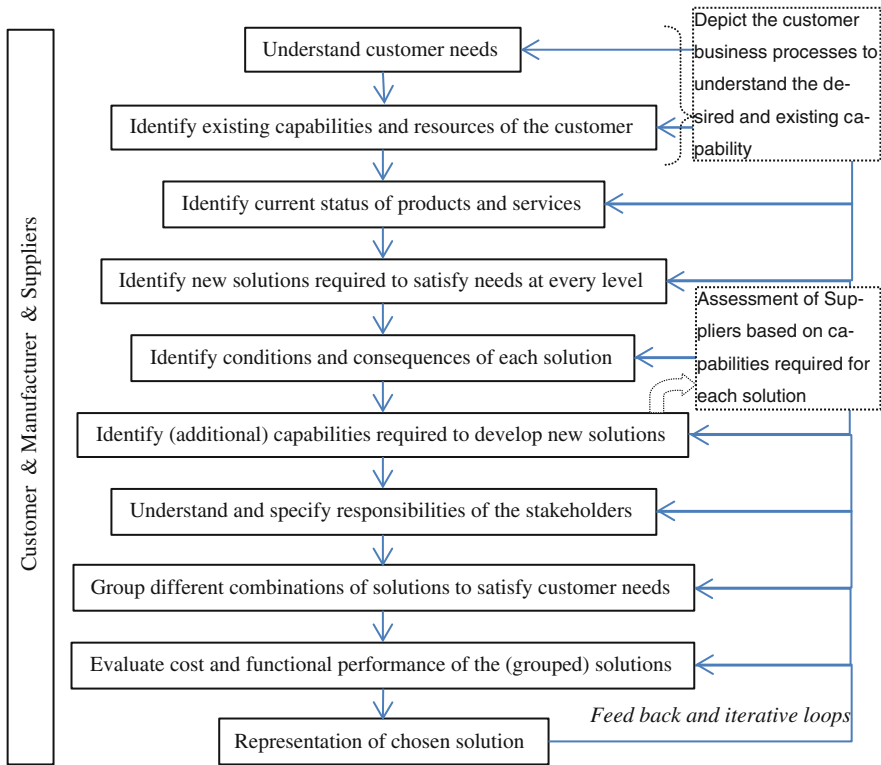 Customer & Manufacturer & Suppliers
Understand customer needs
Depict the customer
business processes to
understand the de-
sired and existing ca-
pability
Identify existing capabilities and resources of the customer
Identify current status of products and services
Identify new solutions required to satisfy needs at every level
Assessment of Sup-
pliers based on ca-
pabilities required for
each solution
Identify conditions and consequences of each solution
Identify (additional) capabilities required to develop new solutions
Understand and specify responsibilities of the stakeholders
Group different combinations of solutions to satisfy customer needs
Evaluate cost and functional performance of the (grouped) solutions
Feed back and iterative loops
Representation of chosen solution